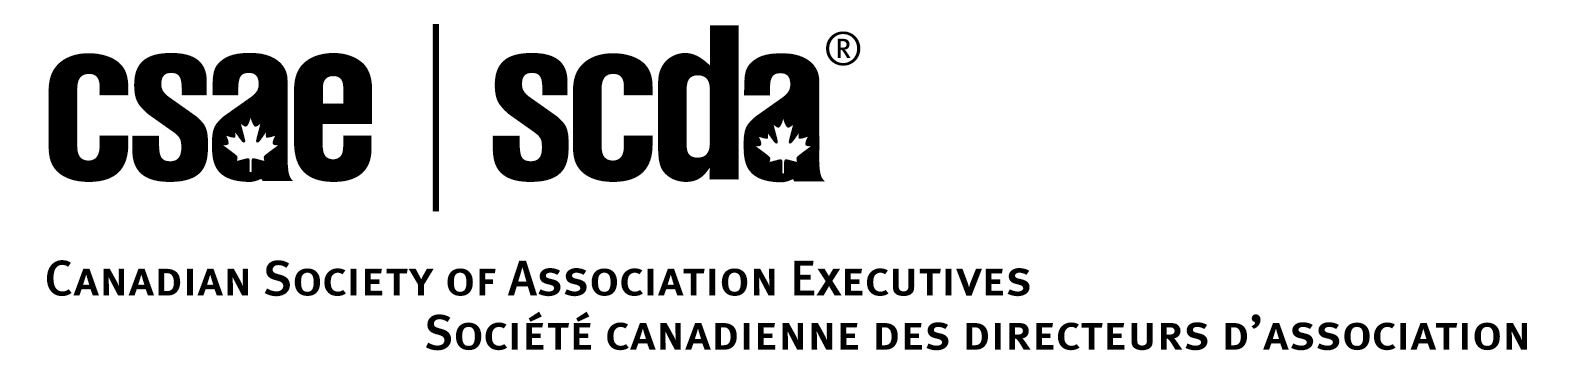 csae | scda®
Canadian Society of Association Executives
Société canadienne des directeurs d’association